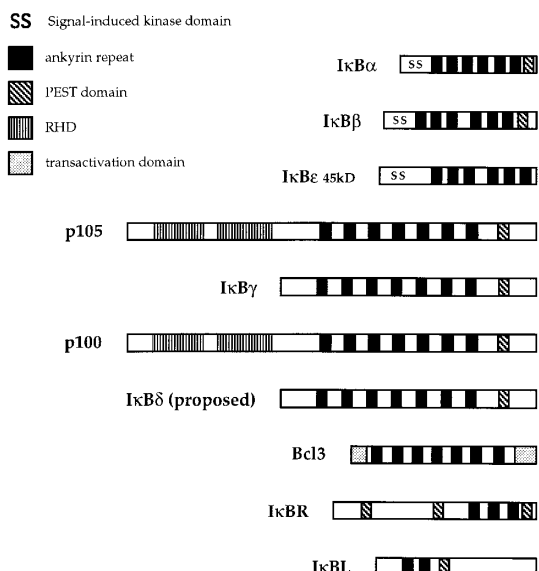 SS Signal-induced kinase domain
ankyrin repeat
PEST domain
RHD
transactivation domain
IκBα
SS
IκBβ
SS
IκBε 45kD
SS
p105
IκBγ
p100
IκBδ (proposed)
Bcl3
IκBR
IκBL